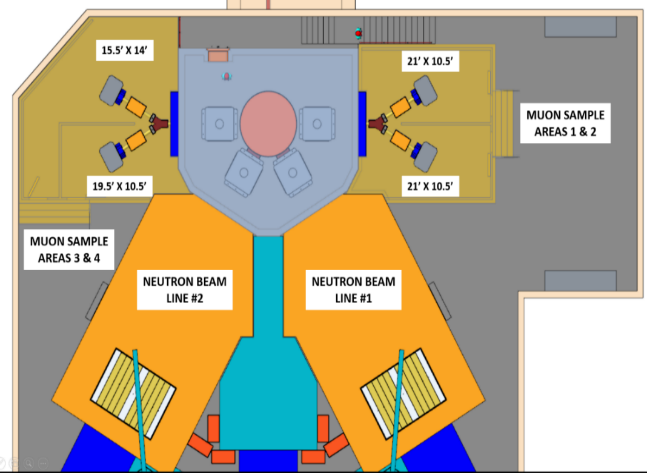 15.5' X 14'
21' X 10.5'
MUON SAMPLE
AREAS 1 & 2
19.5' X 10.5'
21' X 10.5'
MUON SAMPLE
AREAS 3 & 4
NEUTRON BEAM
LINE #2
NEUTRON BEAM
LINE #1